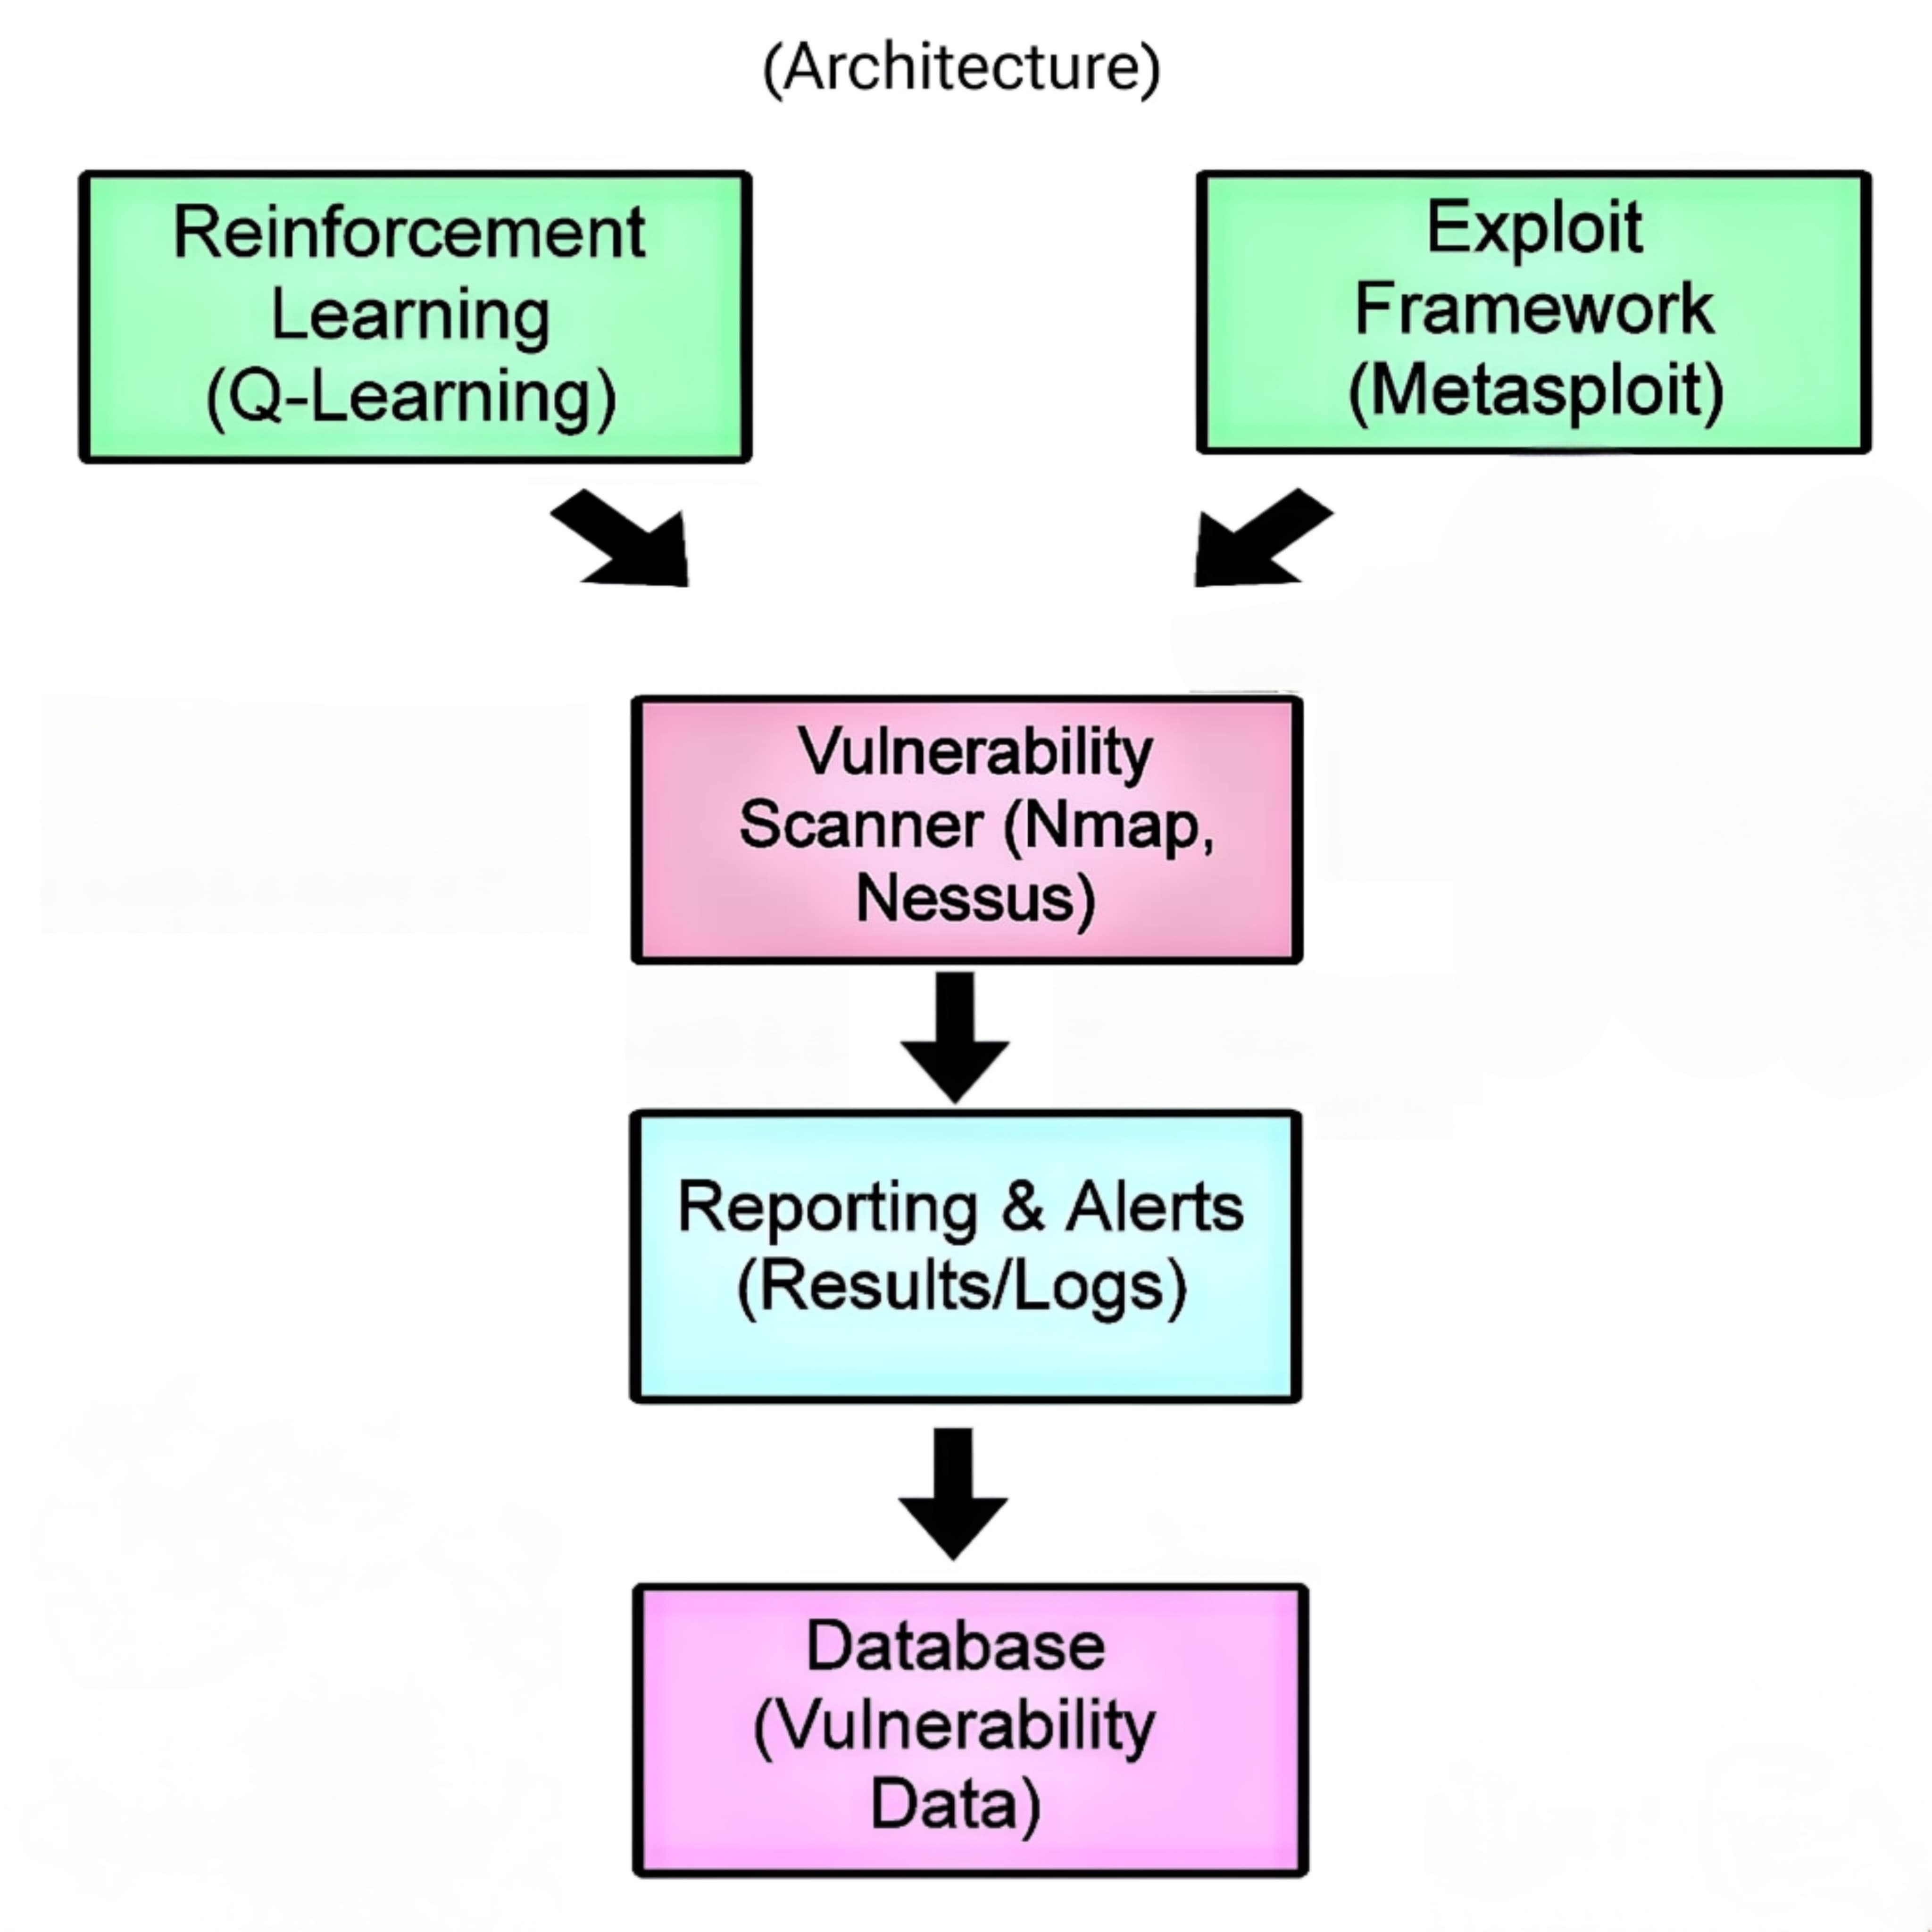 (Architecture)
Reinforcement
Learning
(Q-Learning)
Exploit
Framework
(Metasploit)
Vulnerability
Scanner (Nmap,
Nessus)
Reporting & Alerts
(Results/Logs)
Database
(Vulnerability
Data)